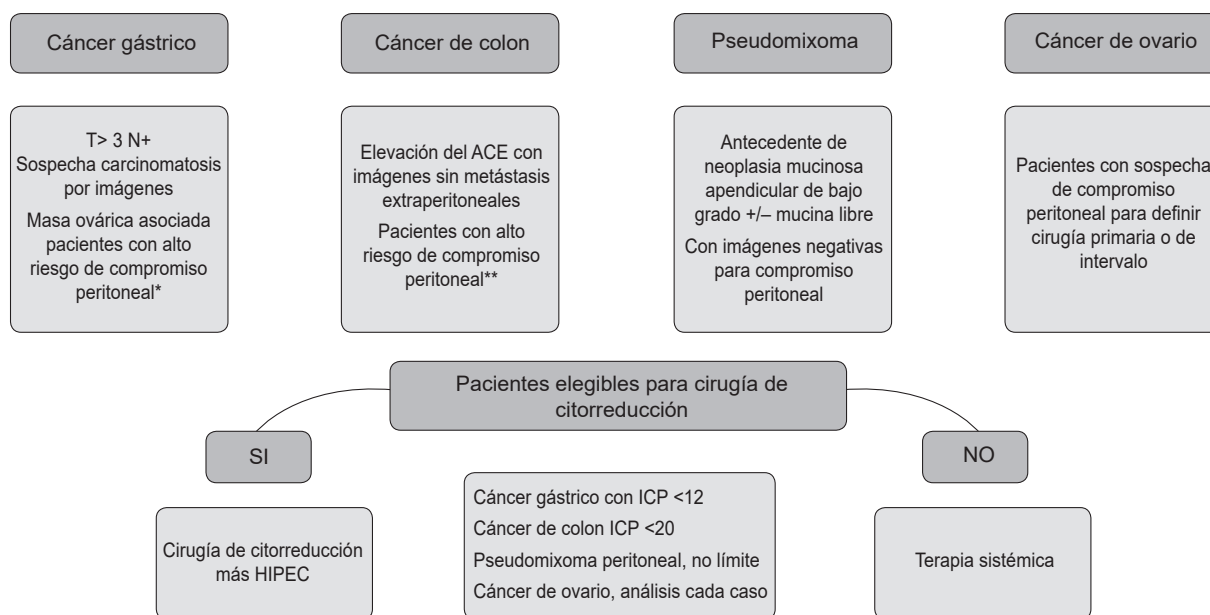 Cáncer gástrico
Cáncer de colon
Pseudomixoma
Cáncer de ovario
T> 3 N+
Sospecha carcinomatosis
por imágenes
Masa ovárica asociada
pacientes con alto
riesgo de compromiso
peritoneal*
Elevación del ACE con
imágenes sin metástasis
extraperitoneales
Pacientes con alto
riesgo de compromiso
peritoneal**
Antecedente de
neoplasia mucinosa
apendicular de bajo
grado +/– mucina libre
Con imágenes negativas
para compromiso
peritoneal
Pacientes con sospecha
de compromiso
peritoneal para definir
cirugía primaria o de
intervalo
Pacientes elegibles para cirugía de
citorreducción
SI
NO
Cirugía de citorreducción
más HIPEC
Cáncer gástrico con ICP <12
Cáncer de colon ICP <20
Pseudomixoma peritoneal, no límite
Cáncer de ovario, análisis cada caso
Terapia sistémica